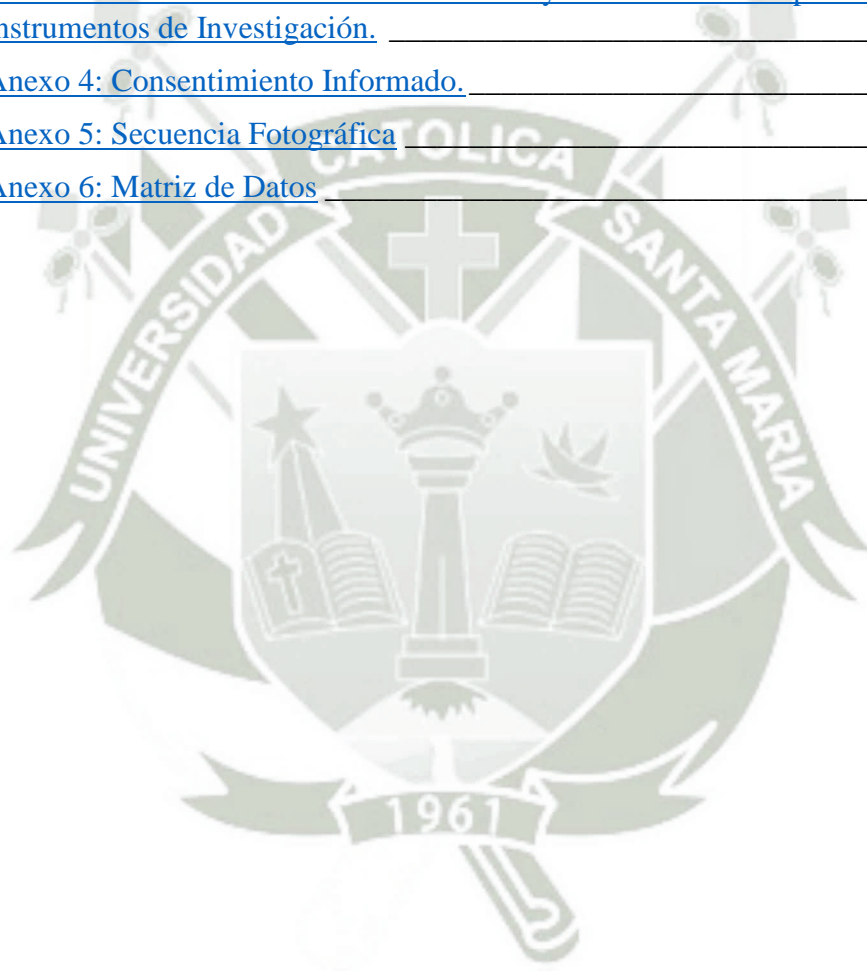 nstrumentos de Investigación.
Anexo 4: Consentimiento Informado.
Anexo 5: Secuencia Fotográfica
Anexo 6: Matriz de Datos
UNIVERSIDAD CATOLICA SANTA MARIA
1961